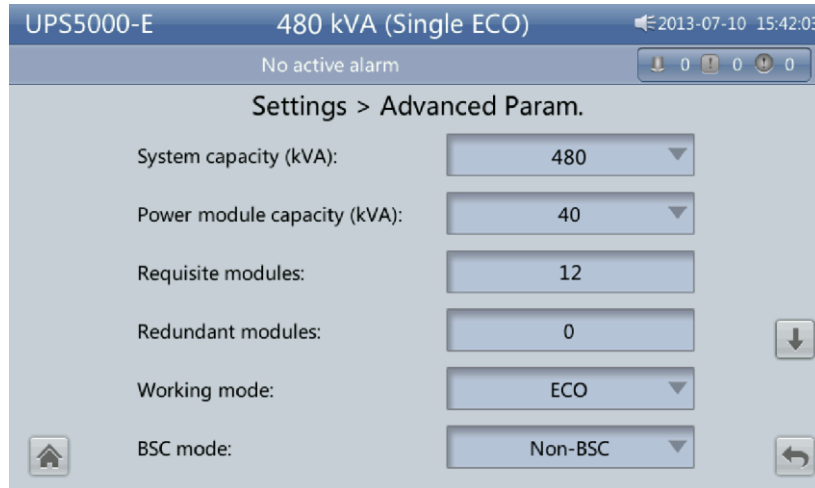 UPS5000-E 480 kVA (Single ECO) 2013-07-10 15:42:03
No active alarm 0 0 0
Settings > Advanced Param.
System capacity (kVA): 480
Power module capacity (kVA): 40
Requisite modules: 12
Redundant modules: 0
Working mode: ECO
BSC mode: Non-BSC